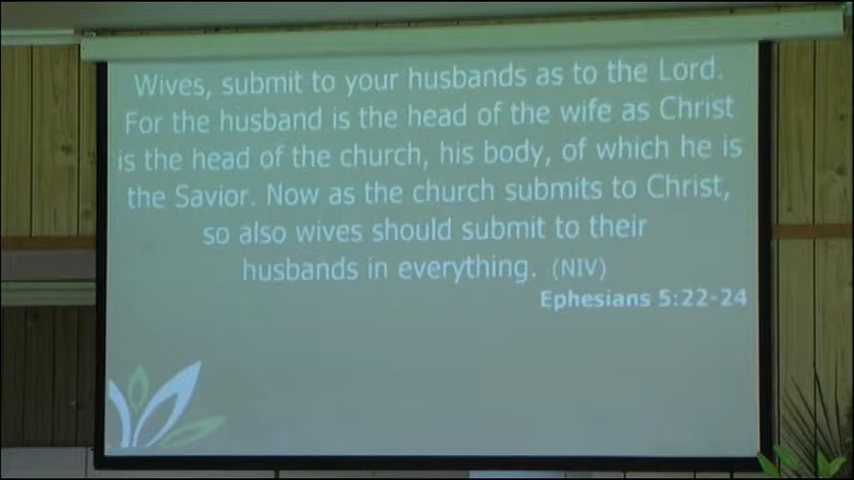 Wives, submit to your husbands as to the Lord.
For the husband is the head of the wife as Christ
is the head of the church, his body, of which he is
the Savior. Now as the church submits to Christ,
so also wives should submit to their
husbands in everything. (NIV)
Ephesians 5:22-24